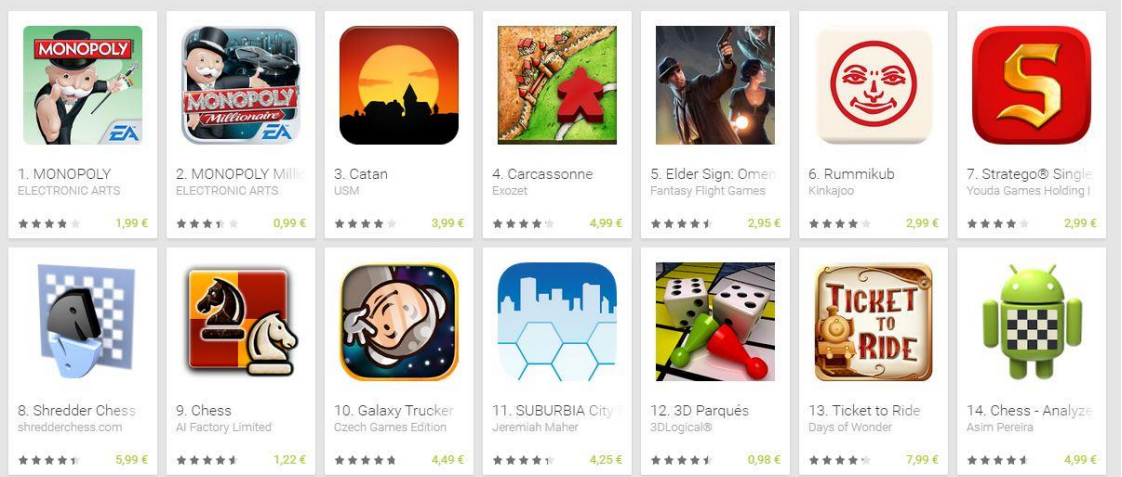 MONOPOLY
EA
MONOPOLY
Millionaire
EA
S
TICKET
TO
RIDE
1. MONOPOLY
ELECTRONIC ARTS
1,99 €
2. MONOPOLY Millic
ELECTRONIC ARTS
0,99 €
3. Catan
USM
3,99 €
4. Carcassonne
Exozet
4,99 €
5. Elder Sign: Omen
Fantasy Flight Games
2,95 €
6. Rummikub
Kinkajoo
2,99 €
7. Stratego® Single
Youda Games Holding
2,99 €
8. Shredder Chess
shredderchess.com
5,99 €
9. Chess
AI Factory Limited
1,22 €
10. Galaxy Trucker
Czech Games Edition
4,49 €
11. SUBURBIA City
Jeremiah Maher
4,25 €
12. 3D Parqués
3DLogical®
0,98 €
13. Ticket to Ride
Days of Wonder
7,99 €
14. Chess - Analyze
Asim Pereira
4,99 €